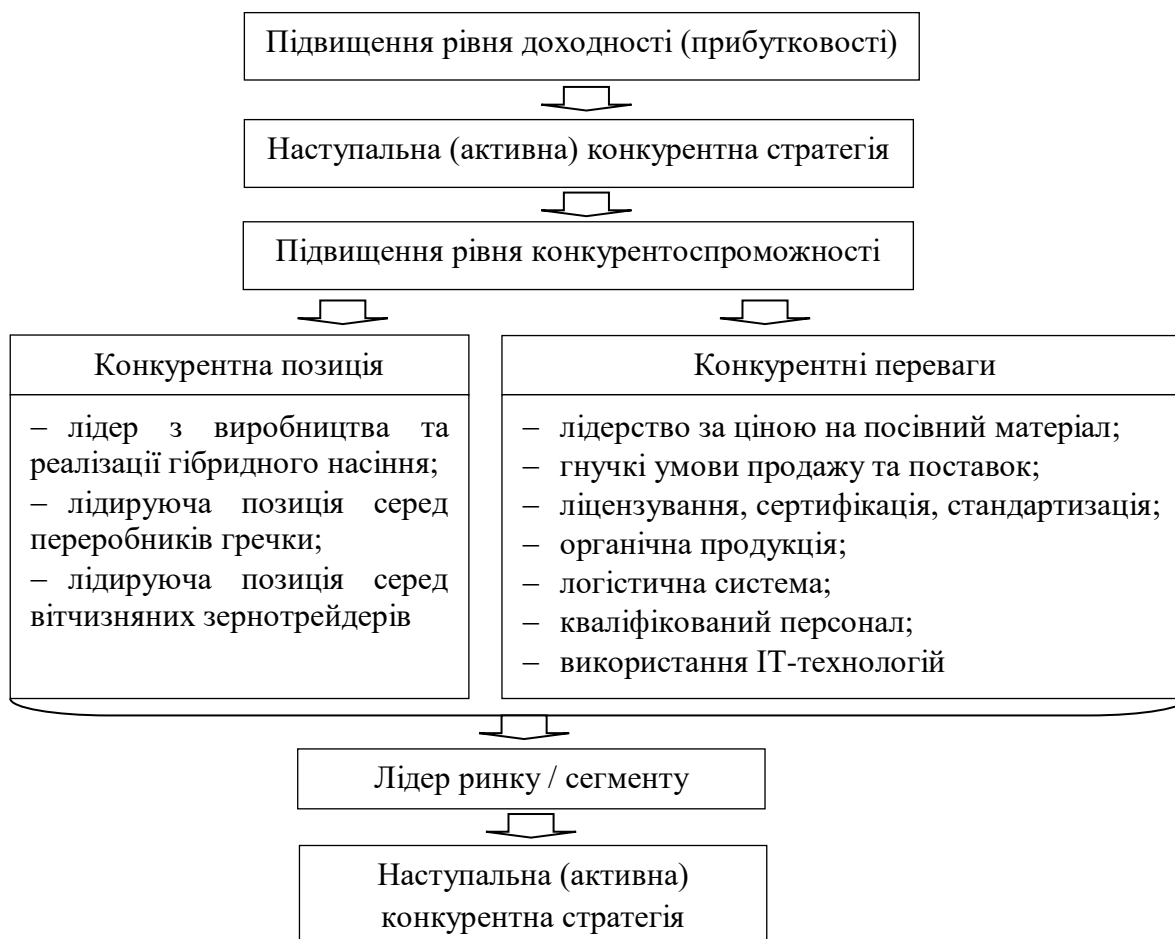 Підвищення рівня доходності (прибутковості)
Наступальна (активна) конкурентна стратегія
Підвищення рівня конкурентоспроможності
Конкурентна позиція
– лідер з виробництва та
реалізації гібридного насіння;
– лідируюча позиція серед
переробників гречки;
– лідируюча позиція серед
вітчизняних зернотрейдерів
Конкурентні переваги
– лідерство за ціною на посівний матеріал;
– гнучкі умови продажу та поставок;
– ліцензування, сертифікація, стандартизація;
– органічна продукція;
– логістична система;
– кваліфікований персонал;
– використання ІТ-технологій
Лідер ринку / сегменту
Наступальна (активна)
конкурентна стратегія